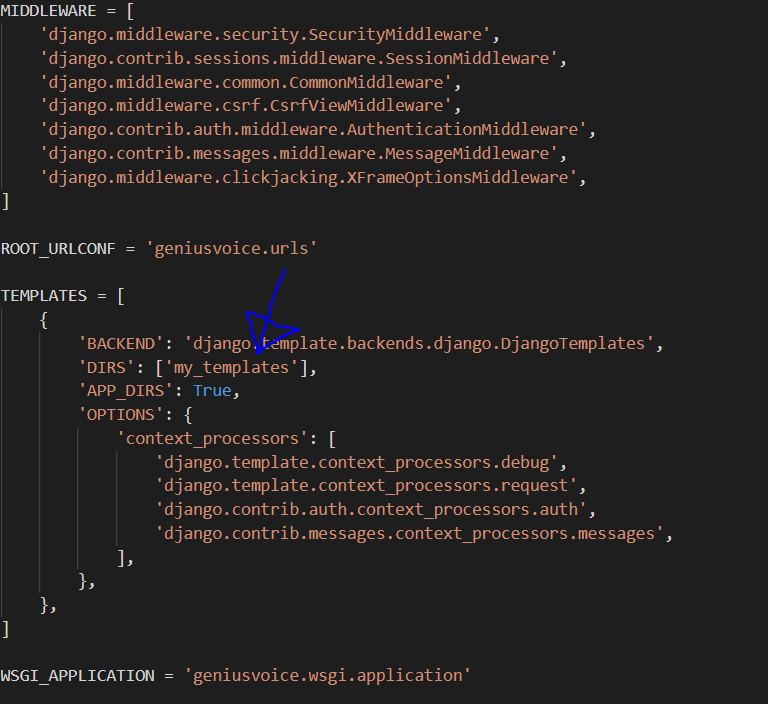 MIDDLEWARE = [
    'django.middleware.security.SecurityMiddleware',
    'django.contrib.sessions.middleware.SessionMiddleware',
    'django.middleware.common.CommonMiddleware',
    'django.middleware.csrf.CsrfViewMiddleware',
    'django.contrib.auth.middleware.AuthenticationMiddleware',
    'django.contrib.messages.middleware.MessageMiddleware',
    'django.middleware.clickjacking.XFrameOptionsMiddleware',
]
ROOT_URLCONF = 'geniusvoice.urls'
TEMPLATES = [
    {
        'BACKEND': 'django.template.backends.django.DjangoTemplates',
        'DIRS': ['my_templates'],
        'APP_DIRS': True,
        'OPTIONS': {
            'context_processors': [
                'django.template.context_processors.debug',
                'django.template.context_processors.request',
                'django.contrib.auth.context_processors.auth',
                'django.contrib.messages.context_processors.messages',
            ],
        },
    },
]
WSGI_APPLICATION = 'geniusvoice.wsgi.application'